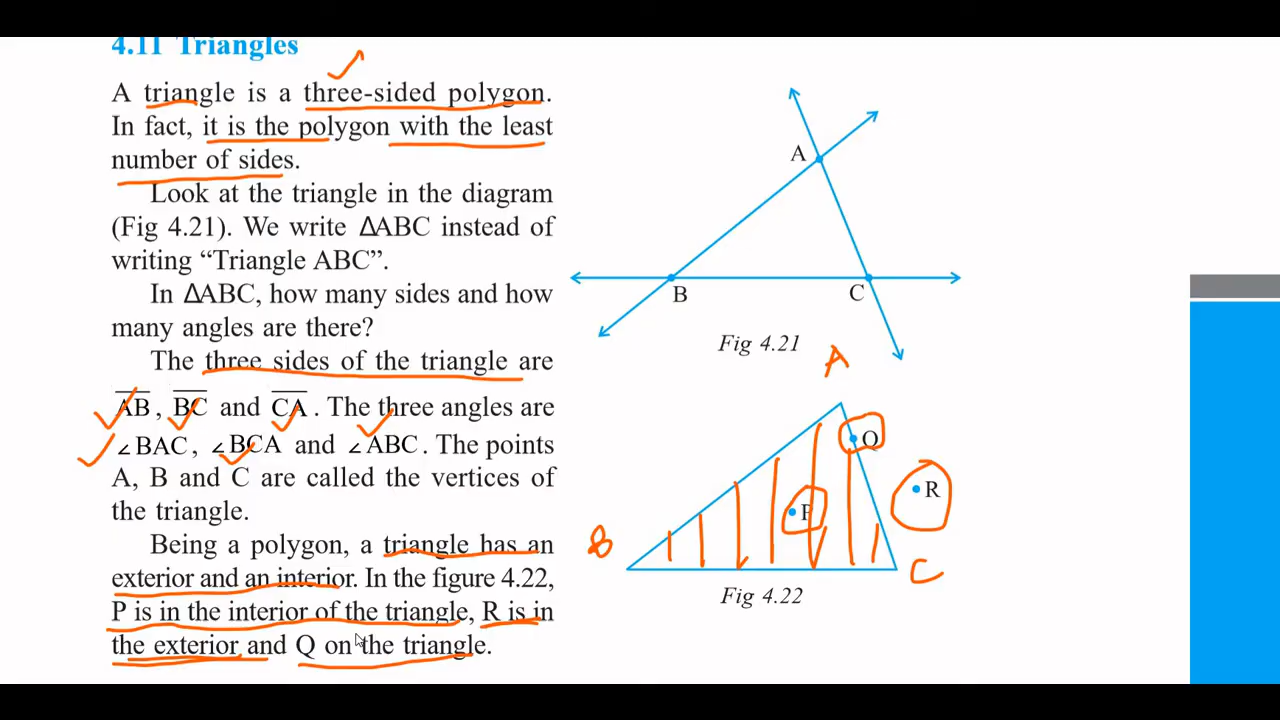 4.11 Triangles
A triangle is a three-sided polygon.
In fact, it is the polygon with the least
number of sides.
Look at the triangle in the diagram
(Fig 4.21). We write ΔABC instead of
writing “Triangle ABC”.
In ΔABC, how many sides and how
many angles are there?
The three sides of the triangle are
A̅B̅, B̅C̅ and C̅A̅. The three angles are
∠BAC, ∠BCA and ∠ABC. The points
A, B and C are called the vertices of
the triangle.
Being a polygon, a triangle has an
exterior and an interior. In the figure 4.22,
P is in the interior of the triangle, R is in
the exterior and Q on the triangle.
A
B
C
Fig 4.21
A
Q
R
P
B
C
Fig 4.22